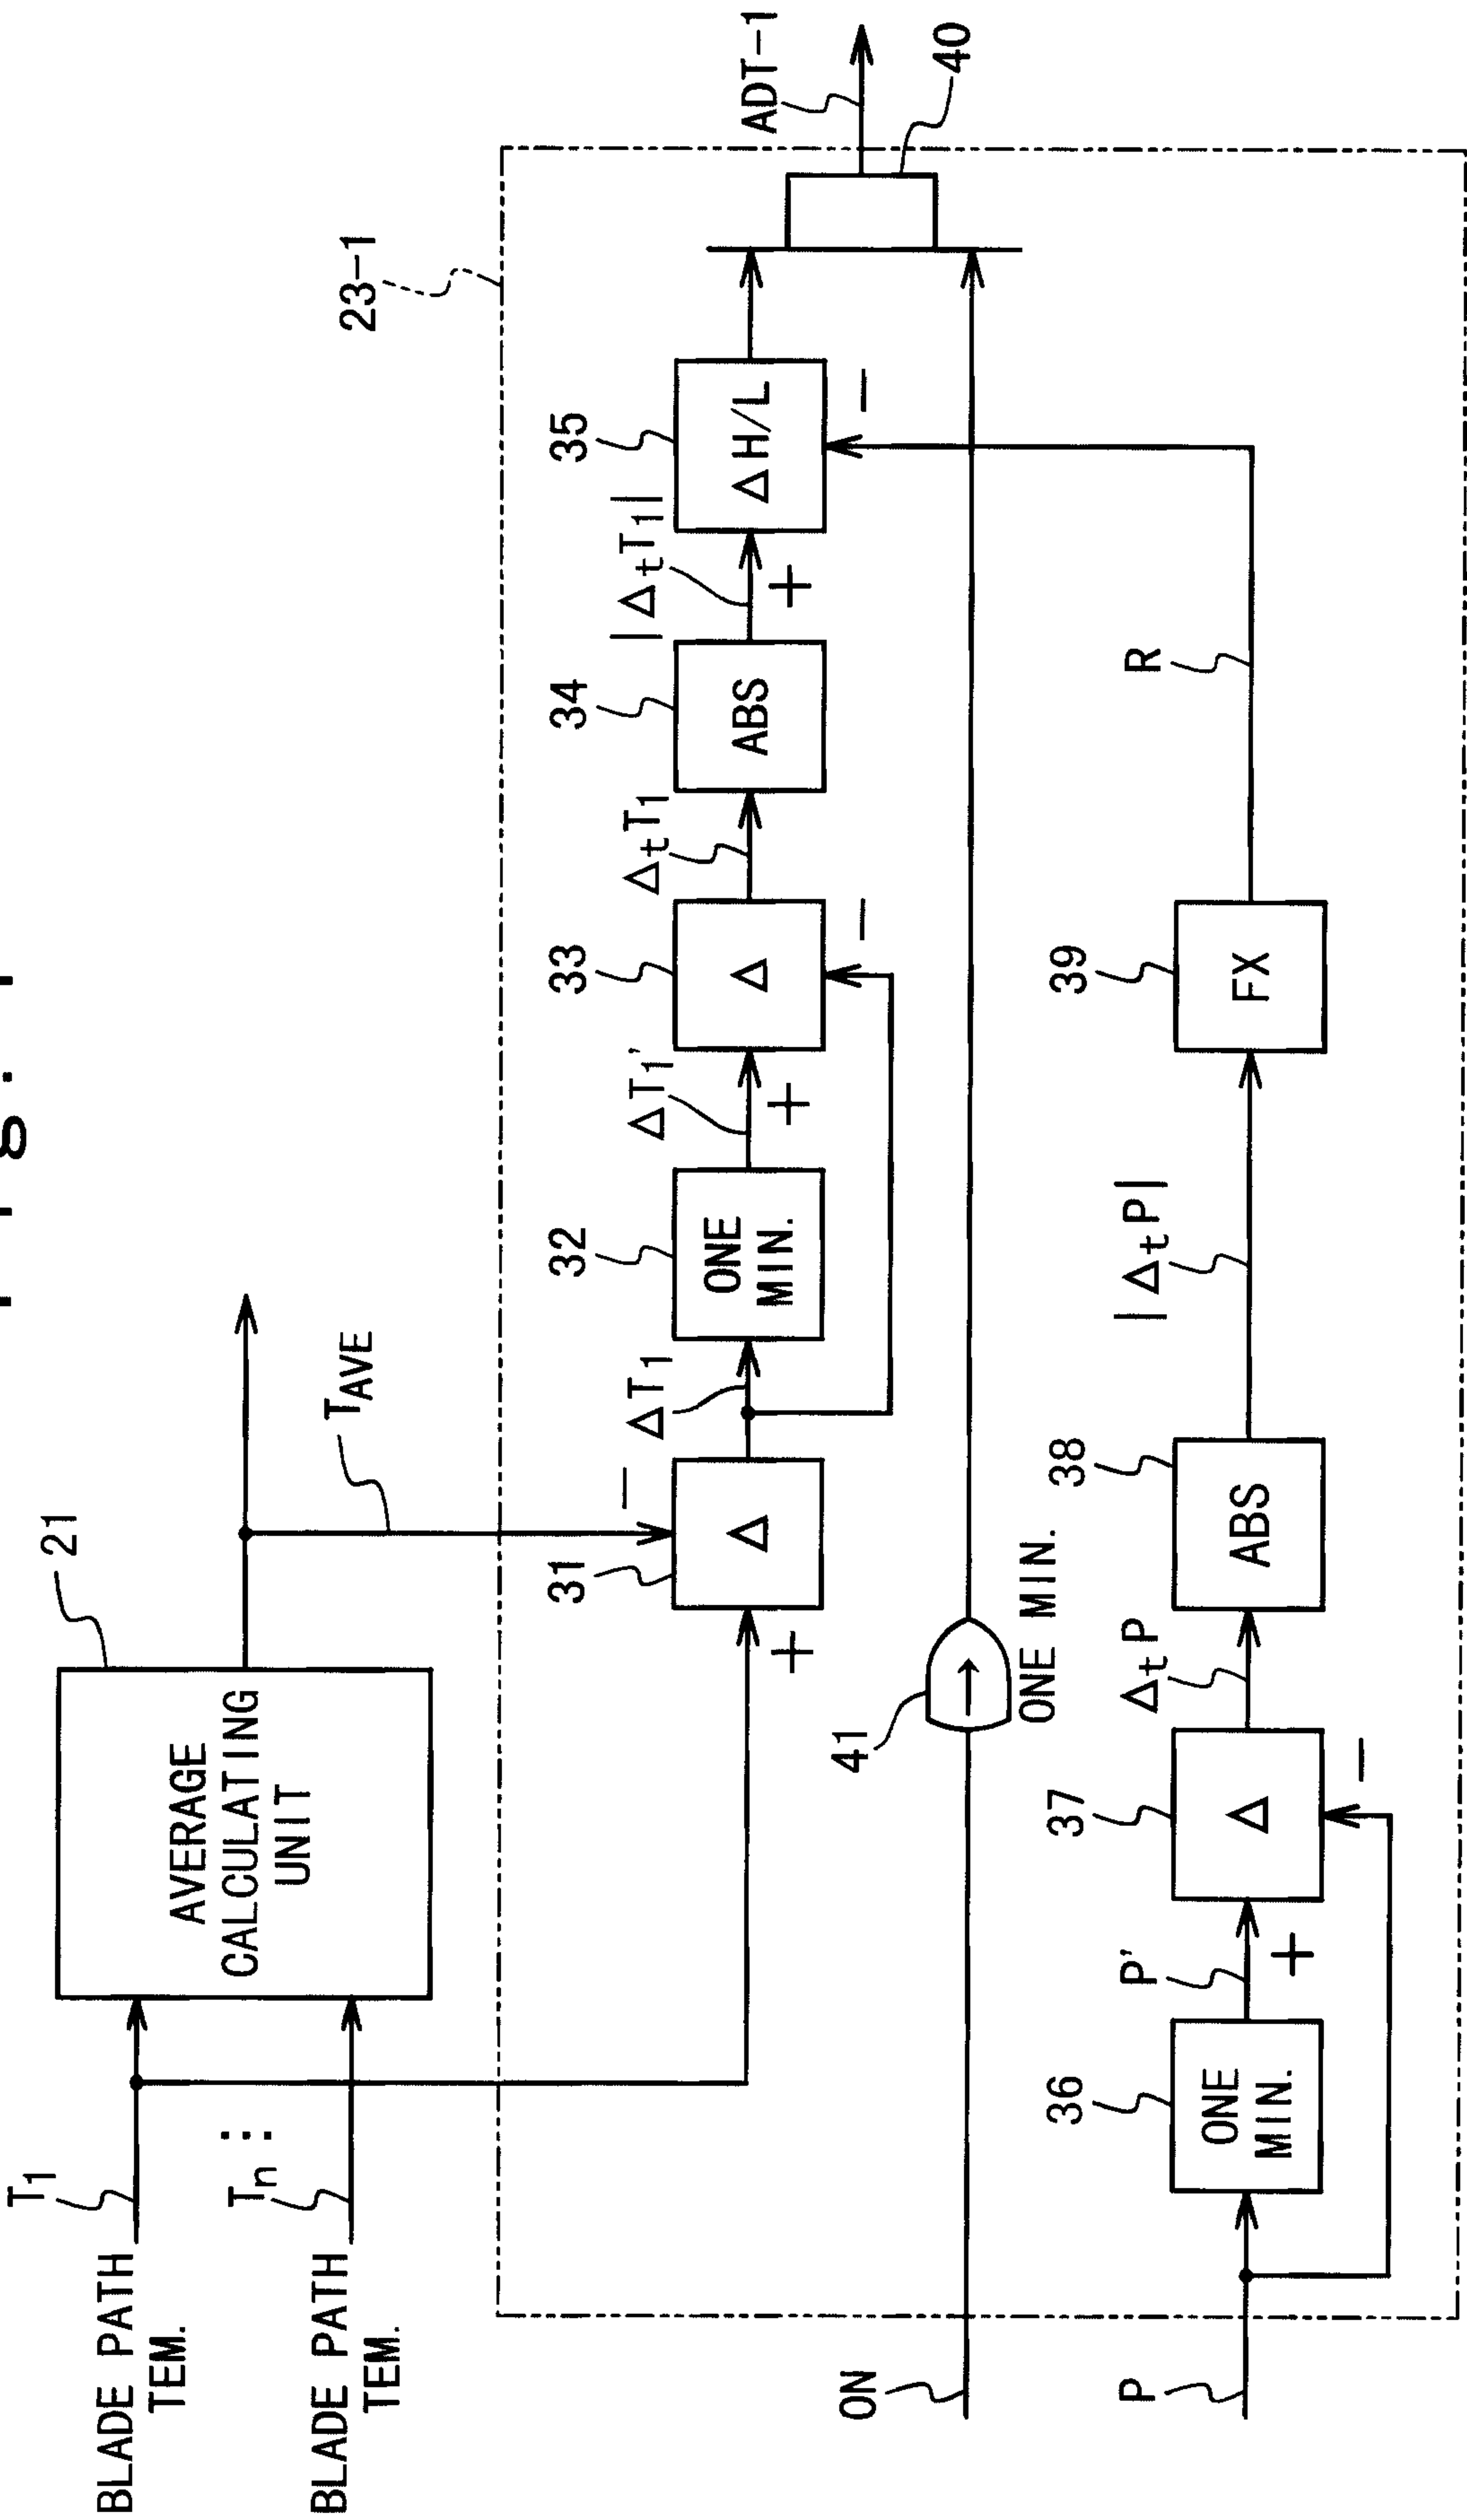 T1
BLADE PATH
TEM.
Tn
⋮
BLADE PATH
TEM.
21
AVERAGE
CALCULATING
UNIT
TAVE
23-1
31
Δ
+
−
ΔT1
32
ONE
MIN.
ΔT1'
+
33
Δ
−
ΔtT1
34
ABS
|ΔtT1|
+
35
ΔH/L
−
ADT-1
40
ON
41
ONE MIN.
P
36
ONE
MIN.
P'
+
37
Δ
−
ΔtP
38
ABS
|ΔtP|
39
FX
R